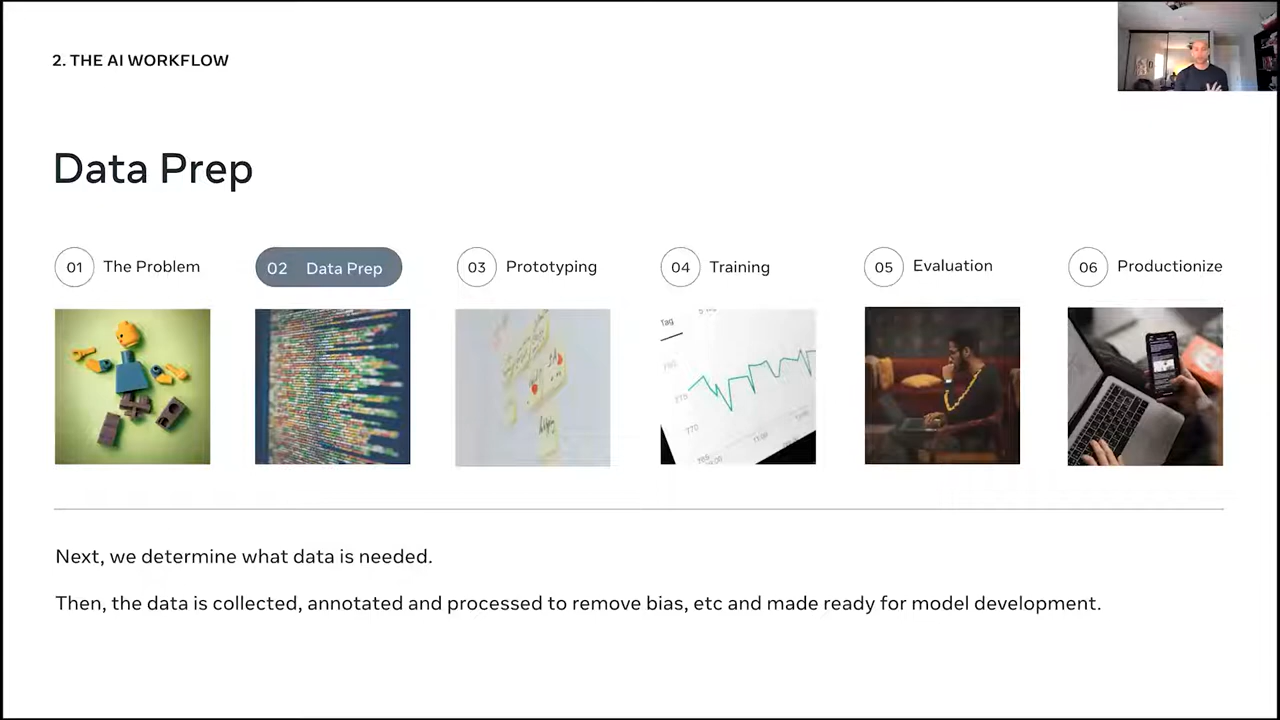 2. THE AI WORKFLOW
Data Prep
01 The Problem
02 Data Prep
03 Prototyping
04 Training
05 Evaluation
06 Productionize
Tag
770
Next, we determine what data is needed.
Then, the data is collected, annotated and processed to remove bias, etc and made ready for model development.